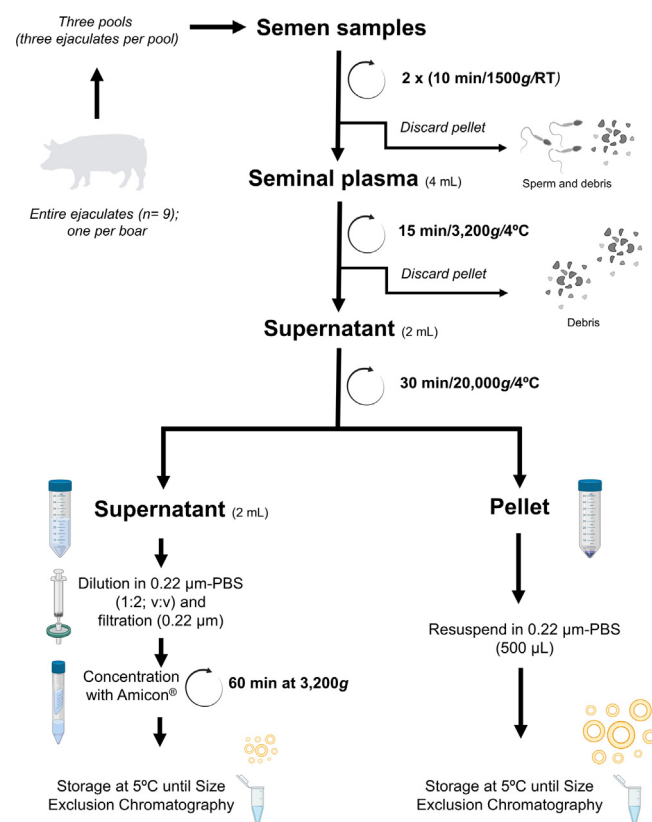 Three pools
(three ejaculates per pool)
Semen samples
2 x (10 min/1500g/RT)
Discard pellet
Sperm and debris
Seminal plasma (4 mL)
Entire ejaculates (n= 9);
one per boar
15 min/3,200g/4ºC
Discard pellet
Debris
Supernatant (2 mL)
30 min/20,000g/4ºC
Supernatant (2 mL)
Dilution in 0.22 µm-PBS
(1:2; v:v) and
filtration (0.22 µm)
Concentration
with Amicon®
60 min at 3,200g
Storage at 5ºC until Size
Exclusion Chromatography
Pellet
Resuspend in 0.22 µm-PBS
(500 µL)
Storage at 5ºC until Size
Exclusion Chromatography